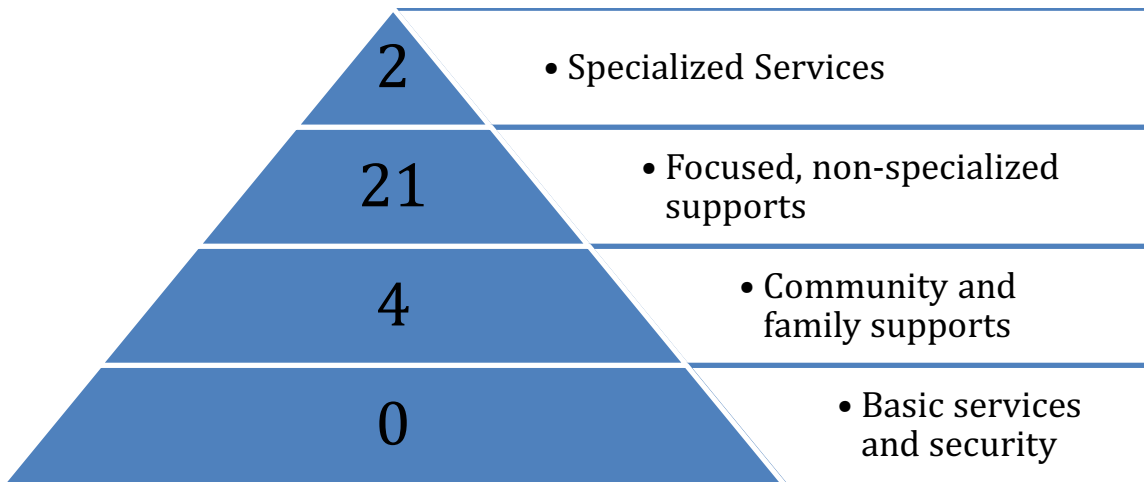 2
• Specialized Services
21
• Focused, non-specialized
supports
4
• Community and
family supports
0
• Basic services
and security